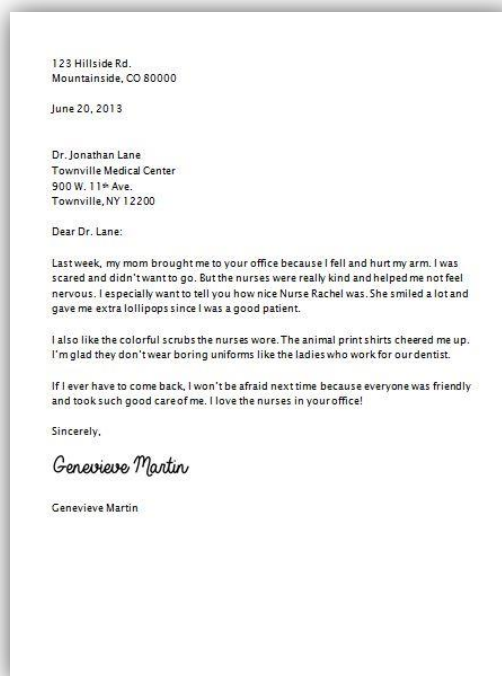 123 Hillside Rd.
Mountainside, CO 80000
June 20, 2013
Dr. Jonathan Lane
Townville Medical Center
900 W. 11th Ave.
Townville, NY 12200
Dear Dr. Lane:
Last week, my mom brought me to your office because I fell and hurt my arm. I was
scared and didn't want to go. But the nurses were really kind and helped me not feel
nervous. I especially want to tell you how nice Nurse Rachel was. She smiled a lot and
gave me extra lollipops since I was a good patient.
I also like the colorful scrubs the nurses wore. The animal print shirts cheered me up.
I'm glad they don't wear boring uniforms like the ladies who work for our dentist.
If I ever have to come back, I won't be afraid next time because everyone was friendly
and took such good care of me. I love the nurses in your office!
Sincerely,
Genevieve Martin
Genevieve Martin